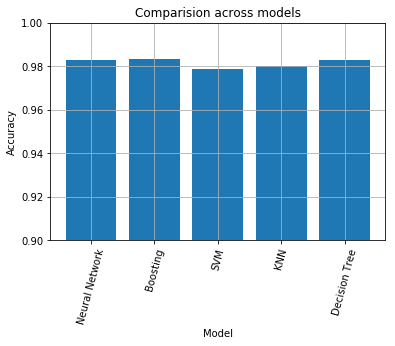 Comparision across models
Accuracy
1.00
0.98
0.96
0.94
0.92
0.90
Neural Network
Boosting
SVM
KNN
Decision Tree
Model